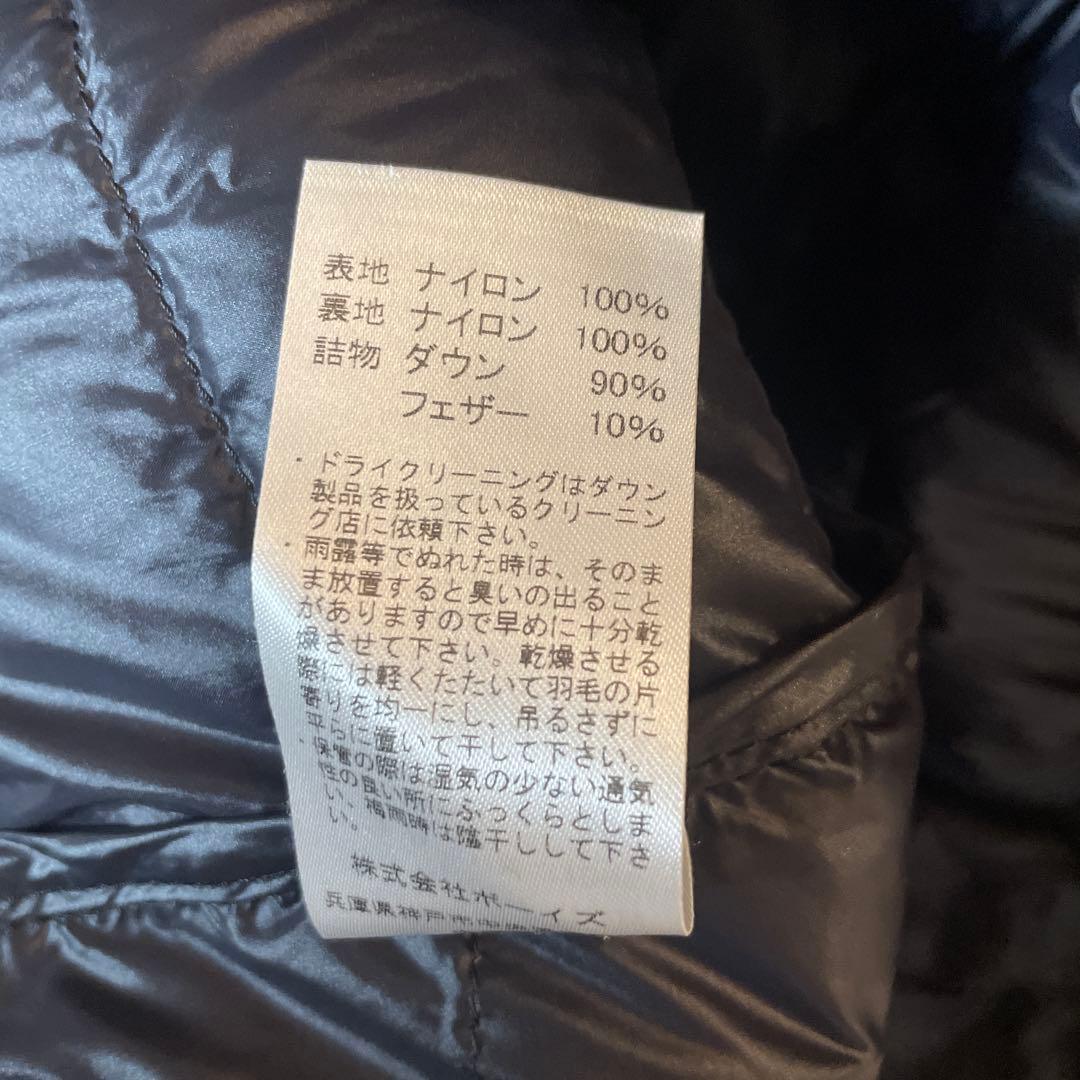 表地 ナイロン 100%
裏地 ナイロン 100%
詰物 ダウン 90%
フェザー 10%
・ドライクリーニングはダウン
製品を扱っているクリーニン
グ店に依頼下さい。
・雨露等でぬれた時は、そのま
ま放置すると臭いの出ること
がありますので早めに十分乾
燥させて下さい。乾燥させる
際には軽くたたいて羽毛の片
寄りを均一にし、吊るさずに
平らに置いて干して下さい。
・保管の際は湿気の少ない通気
性の良い所にふっくらとしま
い、梅雨時は陰干しして下さ
い。
株式会社ボーイズ
兵庫県神戸市中央